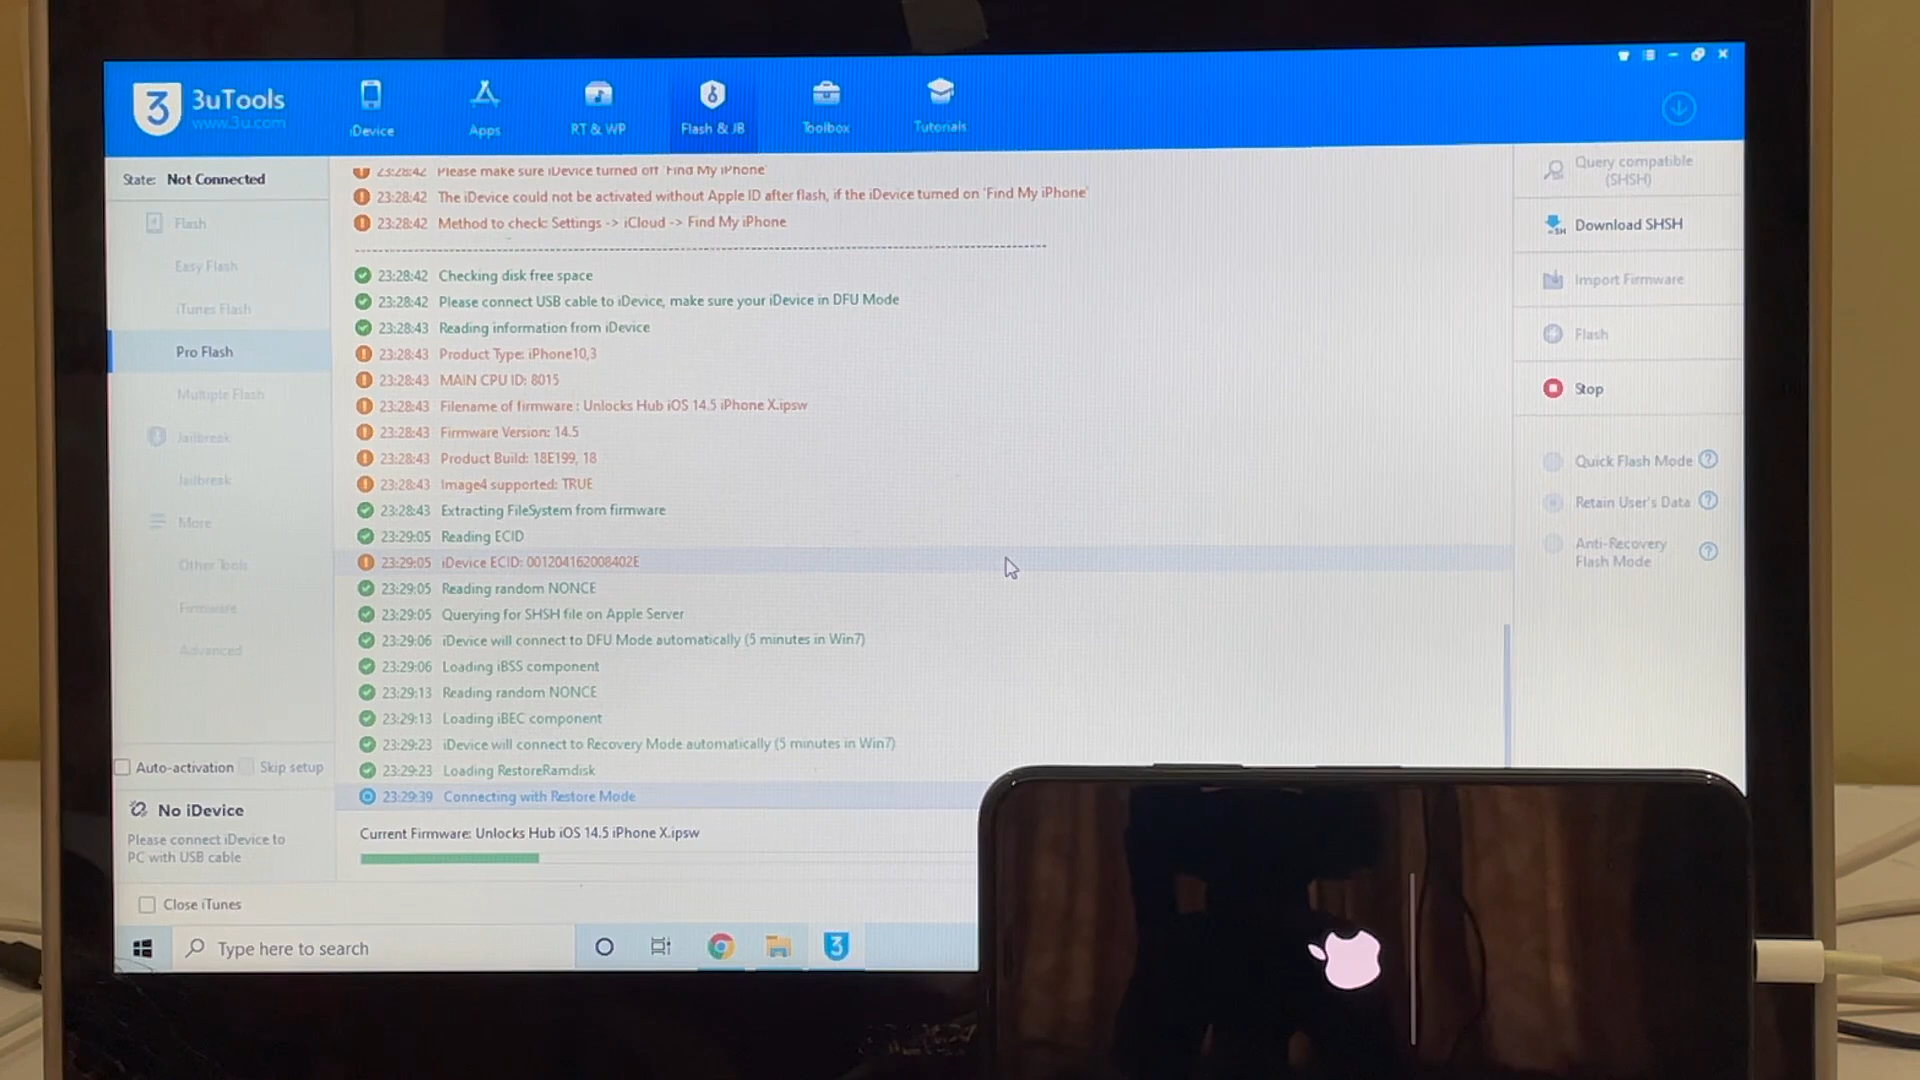 3 3uTools
www.3u.com
iDevice
Apps
RT & WP
Flash & JB
Toolbox
Tutorials
State: Not Connected
Flash
Easy Flash
iTunes Flash
Pro Flash
Multiple Flash
Jailbreak
Jailbreak
More
Other Tools
Firmware
Advanced
Auto-activation Skip setup
No iDevice
Please connect iDevice to
PC with USB cable
Close iTunes
23:28:42 Please make sure iDevice turned off 'Find My iPhone'
23:28:42 The iDevice could not be activated without Apple ID after flash, if the iDevice turned on 'Find My iPhone'
23:28:42 Method to check: Settings -> iCloud -> Find My iPhone
23:28:42 Checking disk free space
23:28:42 Please connect USB cable to iDevice, make sure your iDevice in DFU Mode
23:28:43 Reading information from iDevice
23:28:43 Product Type: iPhone10,3
23:28:43 MAIN CPU ID: 8015
23:28:43 Filename of firmware : Unlocks Hub iOS 14.5 iPhone X.ipsw
23:28:43 Firmware Version: 14.5
23:28:43 Product Build: 18E199, 18
23:28:43 Image4 supported: TRUE
23:28:43 Extracting FileSystem from firmware
23:29:05 Reading ECID
23:29:05 iDevice ECID: 001204162008402E
23:29:05 Reading random NONCE
23:29:05 Querying for SHSH file on Apple Server
23:29:06 iDevice will connect to DFU Mode automatically (5 minutes in Win7)
23:29:06 Loading iBSS component
23:29:13 Reading random NONCE
23:29:13 Loading iBEC component
23:29:23 iDevice will connect to Recovery Mode automatically (5 minutes in Win7)
23:29:23 Loading RestoreRamdisk
23:29:39 Connecting with Restore Mode
Current Firmware: Unlocks Hub iOS 14.5 iPhone X.ipsw
Query compatible
(SHSH)
SH Download SHSH
Import Firmware
Flash
Stop
Quick Flash Mode ?
Retain User's Data ?
Anti-Recovery
Flash Mode ?
Type here to search
3